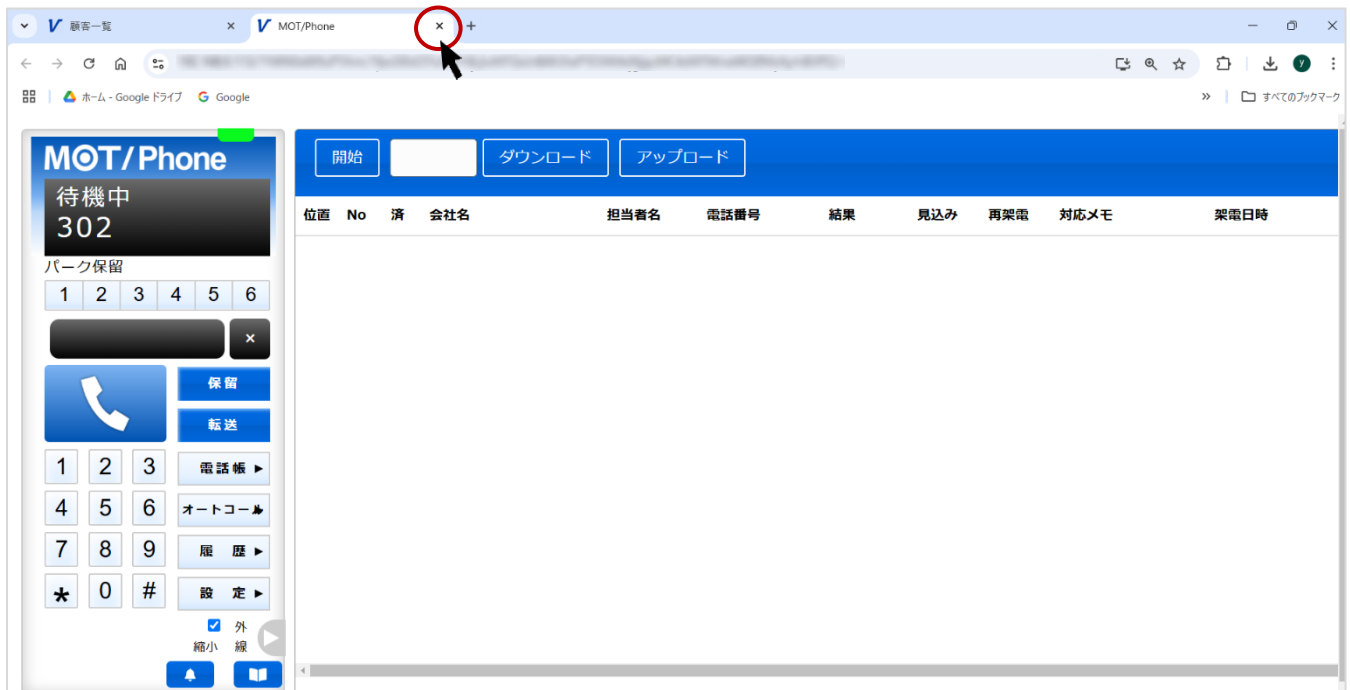 顧客一覧 × MOT/Phone × +
ホーム - Google ドライブ Google » すべてのブックマーク
y
MOT/Phone
待機中
302
パーク保留
1 2 3 4 5 6
×
保留
転送
1 2 3 電話帳 ▶
4 5 6 オートコール ▶
7 8 9 履 歴 ▶
* 0 # 設 定 ▶
縮小 外線
開始 ダウンロード アップロード
位置 No 済 会社名 担当者名 電話番号 結果 見込み 再架電 対応メモ 架電日時